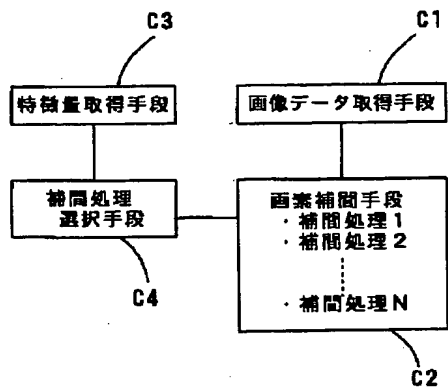 C3
C1
特徴量取得手段
画像データ取得手段
補間処理
選択手段
画素補間手段
・補間処理1
・補間処理2
・補間処理N
C4
C2